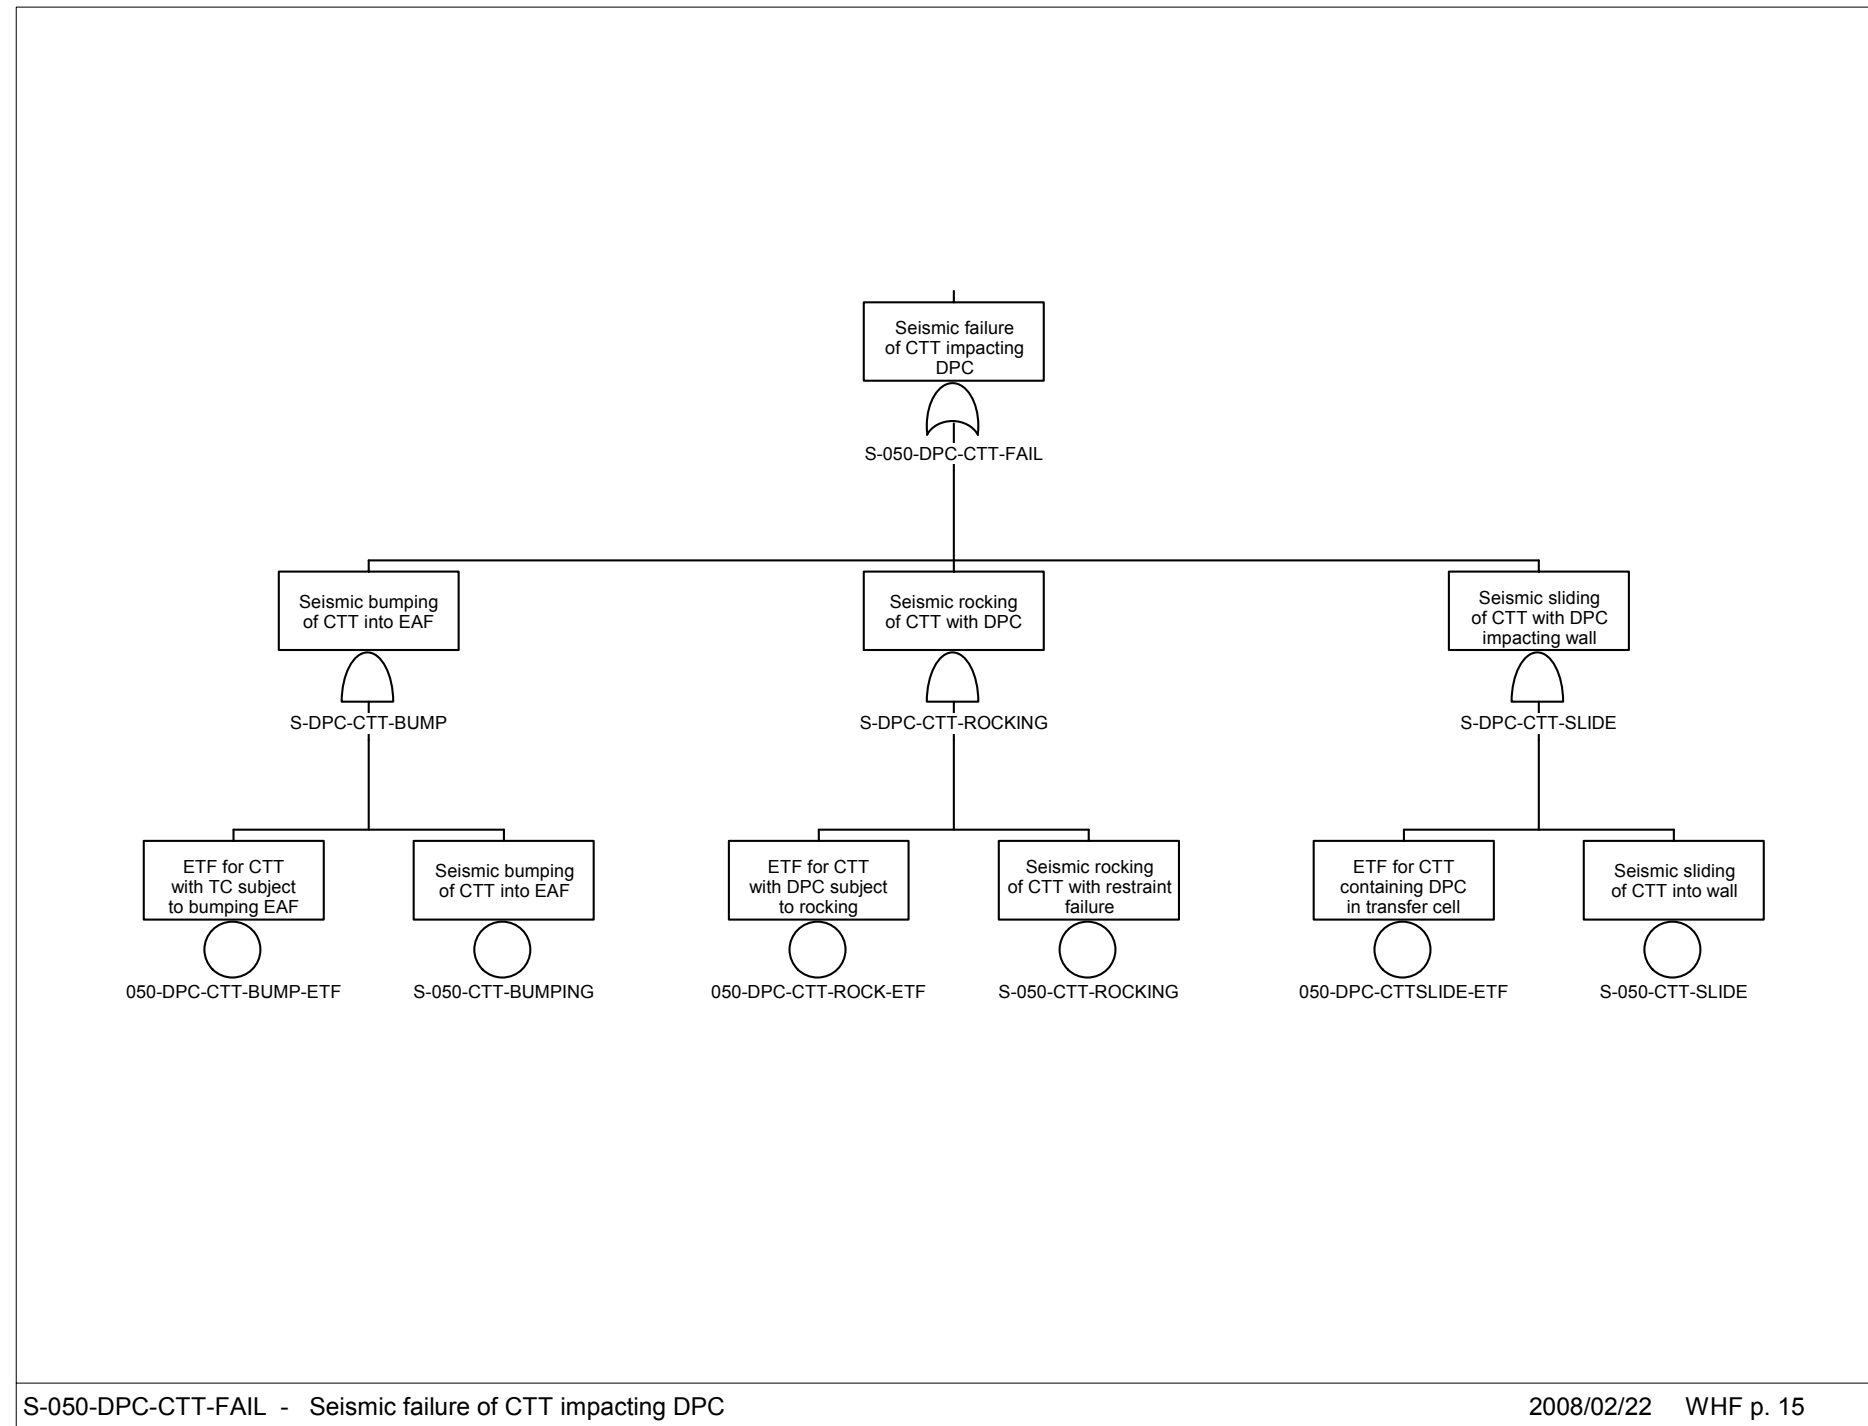 Seismic failure
of CTT impacting
DPC
S-050-DPC-CTT-FAIL
Seismic bumping
of CTT into EAF
S-DPC-CTT-BUMP
Seismic rocking
of CTT with DPC
S-DPC-CTT-ROCKING
Seismic sliding
of CTT with DPC
impacting wall
S-DPC-CTT-SLIDE
ETF for CTT
with TC subject
to bumping EAF
050-DPC-CTT-BUMP-ETF
Seismic bumping
of CTT into EAF
S-050-CTT-BUMPING
ETF for CTT
with DPC subject
to rocking
050-DPC-CTT-ROCK-ETF
Seismic rocking
of CTT with restraint
failure
S-050-CTT-ROCKING
ETF for CTT
containing DPC
in transfer cell
050-DPC-CTTSLIDE-ETF
Seismic sliding
of CTT into wall
S-050-CTT-SLIDE
S-050-DPC-CTT-FAIL - Seismic failure of CTT impacting DPC
2008/02/22 WHF p. 15